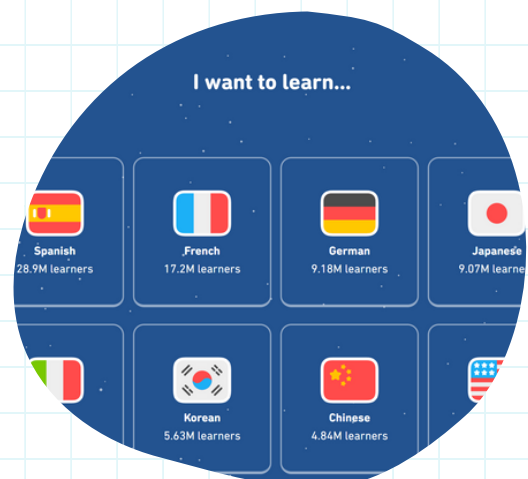 I want to learn...
Spanish
28.9M learners
French
17.2M learners
German
9.18M learners
Japanese
9.07M learne
Korean
5.63M learners
Chinese
4.84M learners